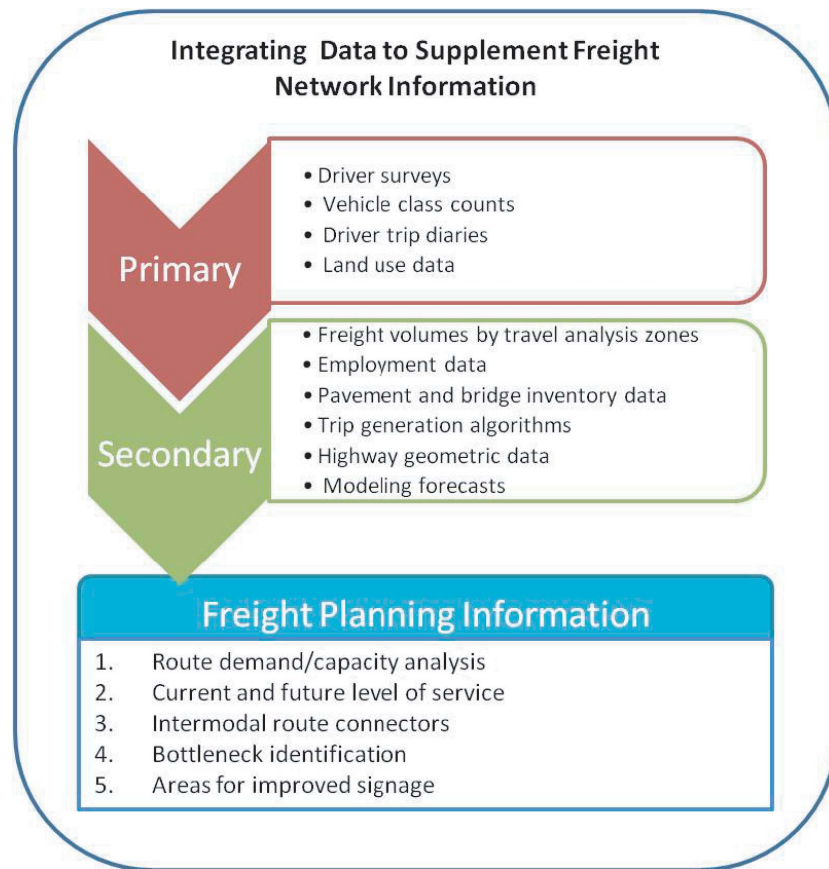 Integrating Data to Supplement Freight
Network Information
Primary
• Driver surveys
• Vehicle class counts
• Driver trip diaries
• Land use data
Secondary
• Freight volumes by travel analysis zones
• Employment data
• Pavement and bridge inventory data
• Trip generation algorithms
• Highway geometric data
• Modeling forecasts
Freight Planning Information
1. Route demand/capacity analysis
2. Current and future level of service
3. Intermodal route connectors
4. Bottleneck identification
5. Areas for improved signage